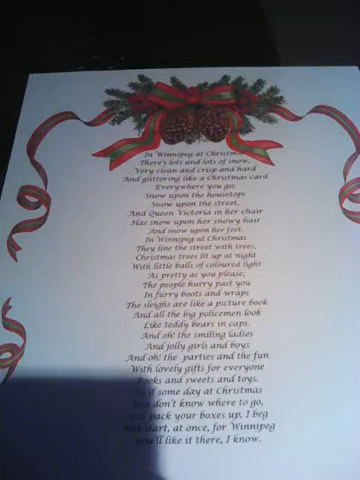 In Winnipeg at Christmas
There's lots and lots of snow,
Very clean and crisp and hard
And glittering like a Christmas card
Everywhere you go;
Snow upon the housetops
Snow upon the street,
And Queen Victoria in her chair
Has snow upon her snowy hair
And snow upon her feet.
In Winnipeg at Christmas
They line the street with trees,
Christmas trees lit up at night
With little balls of coloured light
As pretty as you please;
The people hurry past you
In furry boots and wraps
The sleighs are like a picture book
And all the big policemen look
Like teddy bears in caps.
And oh! the smiling ladies
And jolly girls and boys
And oh! the parties and the fun
With lovely gifts for everyone
Books and sweets and toys.
if some day at Christmas
You don't know where to go,
pack your boxes up, I beg
start, at once, for Winnipeg
You'll like it there, I know.